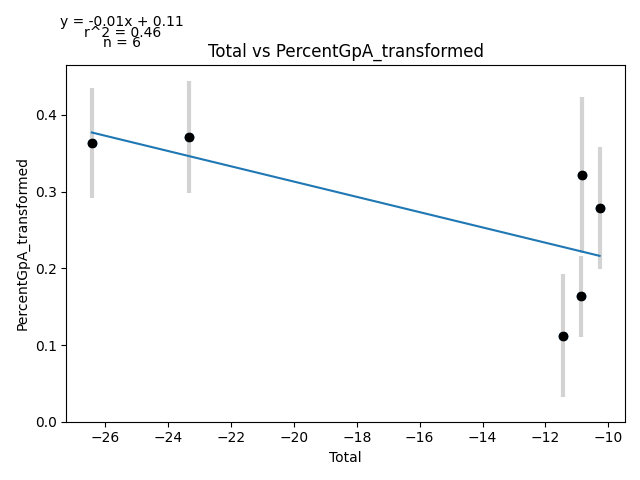 y = -0.01x + 0.11
r^2 = 0.46
n = 6
Total vs PercentGpA_transformed
PercentGpA_transformed
0.4
0.3
0.2
0.1
0.0
−26 −24 −22 −20 −18 −16 −14 −12 −10
Total